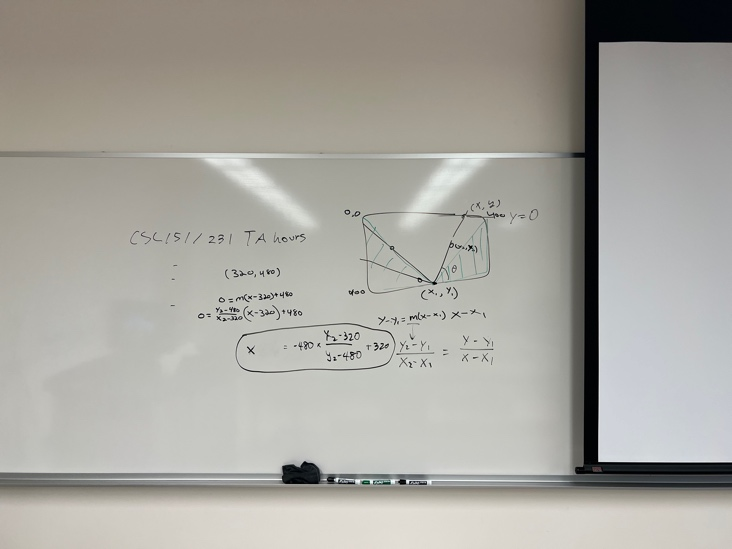 0,0
(x, y)
400
y=0
CSC151/231 TA hours
(x₂,y₂)
θ
(320,480)
400
(x₁, y₁)
0 = m(x-320)+480
0 = y₂-480/x₂-320 (x-320)+480
y-y₁ = m(x-x₁) x-x₁
x = -480 × x₂-320/y₂-480 + 320
y₂-y₁/x₂-x₁ = y-y₁/x-x₁